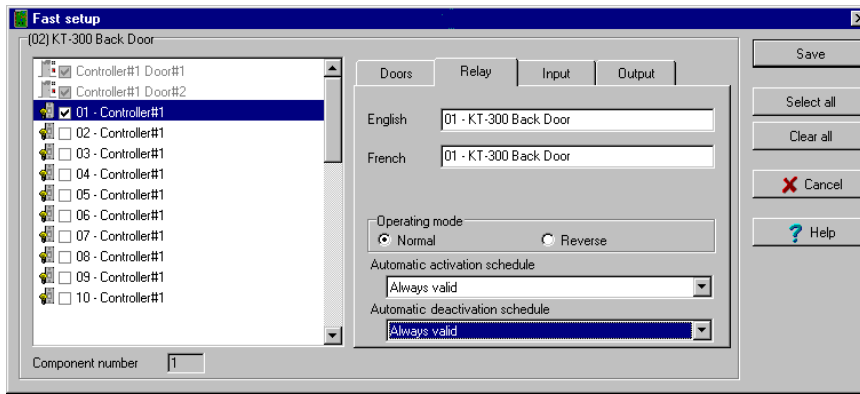 Fast setup
(02) KT-300 Back Door
Controller#1 Door#1
Controller#1 Door#2
01 - Controller#1
02 - Controller#1
03 - Controller#1
04 - Controller#1
05 - Controller#1
06 - Controller#1
07 - Controller#1
08 - Controller#1
09 - Controller#1
10 - Controller#1
Component number 1
Doors Relay Input Output
English 01 - KT-300 Back Door
French 01 - KT-300 Back Door
Operating mode
Normal Reverse
Automatic activation schedule
Always valid
Automatic deactivation schedule
Always valid
Save
Select all
Clear all
Cancel
Help